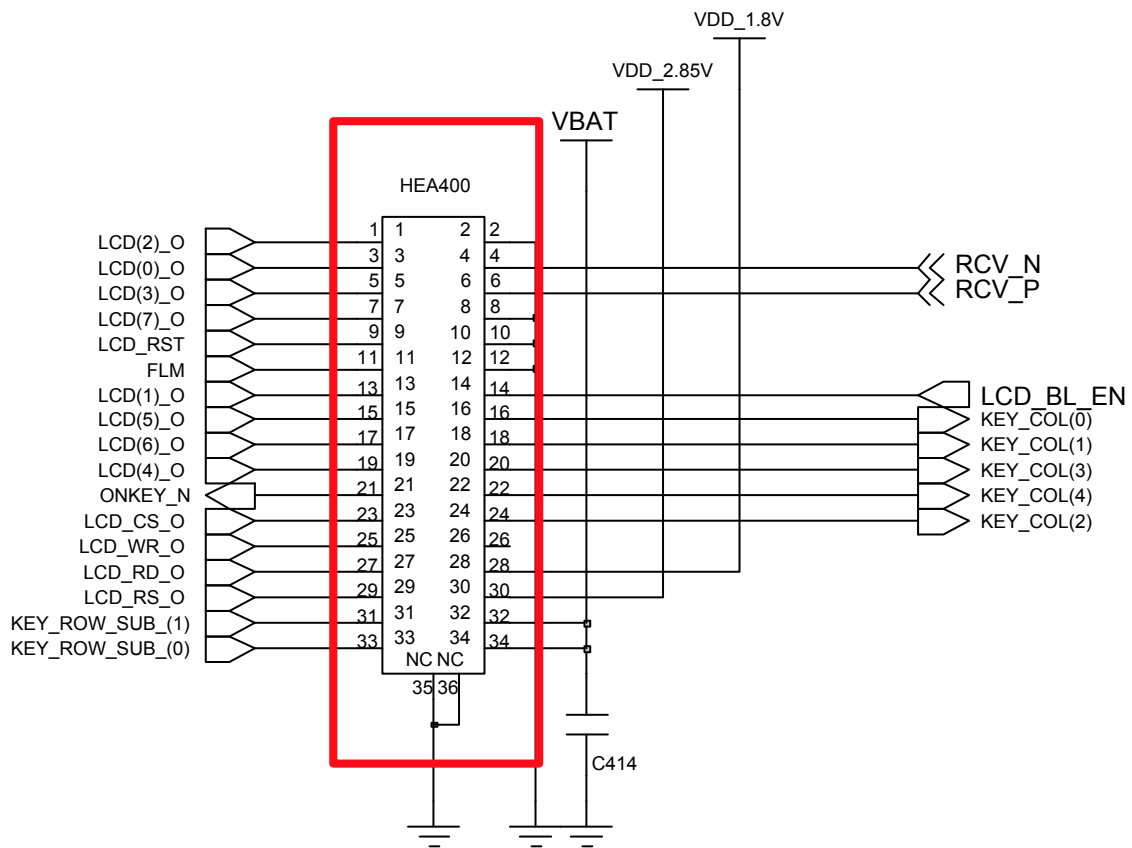 VDD_1.8V
VDD_2.85V
VBAT
HEA400
LCD(2)_O 1 1 2 2
LCD(0)_O 3 3 4 4 RCV_N
LCD(3)_O 5 5 6 6 RCV_P
LCD(7)_O 7 7 8 8
LCD_RST 9 9 10 10
FLM 11 11 12 12
LCD(1)_O 13 13 14 14 LCD_BL_EN
LCD(5)_O 15 15 16 16 KEY_COL(0)
LCD(6)_O 17 17 18 18 KEY_COL(1)
LCD(4)_O 19 19 20 20 KEY_COL(3)
ONKEY_N 21 21 22 22 KEY_COL(4)
LCD_CS_O 23 23 24 24 KEY_COL(2)
LCD_WR_O 25 25 26 26
LCD_RD_O 27 27 28 28
LCD_RS_O 29 29 30 30
KEY_ROW_SUB_(1) 31 31 32 32
KEY_ROW_SUB_(0) 33 33 34 34
NC NC
35 36
C414